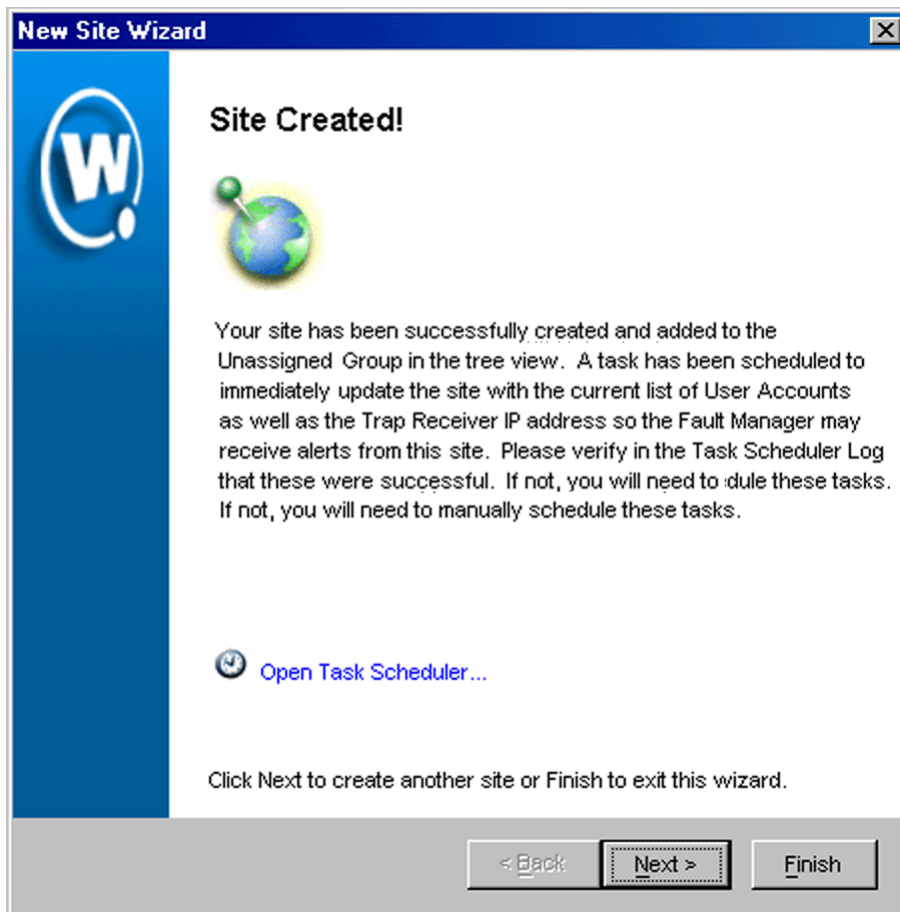 New Site Wizard
W
Site Created!
Your site has been successfully created and added to the
Unassigned Group in the tree view. A task has been scheduled to
immediately update the site with the current list of User Accounts
as well as the Trap Receiver IP address so the Fault Manager may
receive alerts from this site. Please verify in the Task Scheduler Log
that these were successful. If not, you will need to dule these tasks.
If not, you will need to manually schedule these tasks.
Open Task Scheduler...
Click Next to create another site or Finish to exit this wizard.
< Back Next > Finish